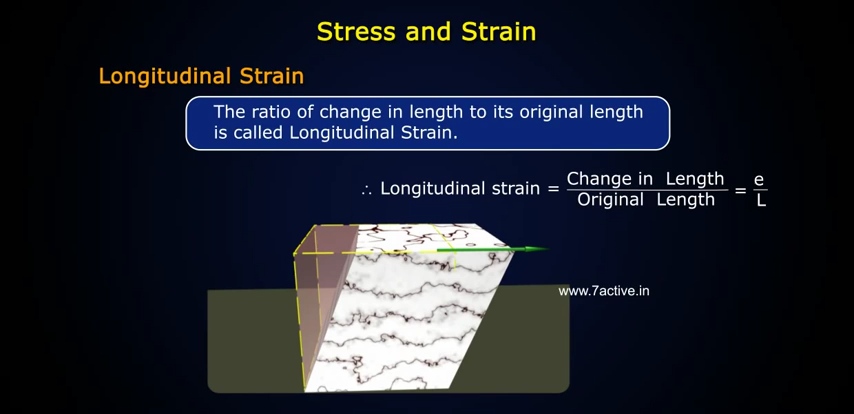 Stress and Strain
Longitudinal Strain
The ratio of change in length to its original length
is called Longitudinal Strain.
∴ Longitudinal strain = Change in Length / Original Length = e / L
www.7active.in